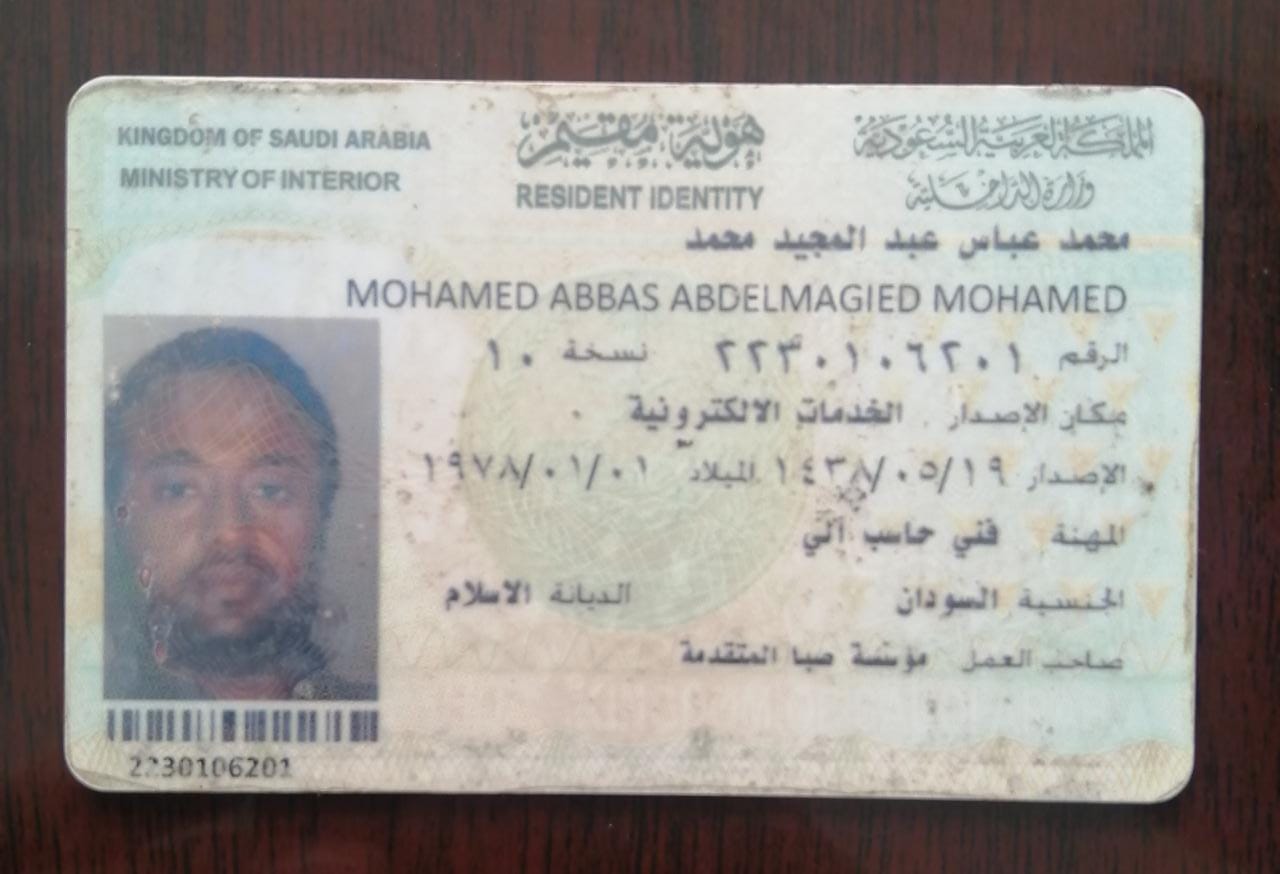 KINGDOM OF SAUDI ARABIA
MINISTRY OF INTERIOR
هوية مقيم
RESIDENT IDENTITY
المملكة العربية السعودية
وزارة الداخلية
محمد عباس عبد المجيد محمد
MOHAMED ABBAS ABDELMAGIED MOHAMED
الرقم ٢٢٣٠١٠٦٢٠١ نسخة ١٠
مكان الإصدار الخدمات الالكترونية
الإصدار ١٤٣٨/٠٥/١٩ الميلاد ١٩٧٨/٠١/٠١
المهنة فني حاسب آلي
الجنسية السودان الديانة الاسلام
صاحب العمل مؤسسة صبا المتقدمة
2230106201